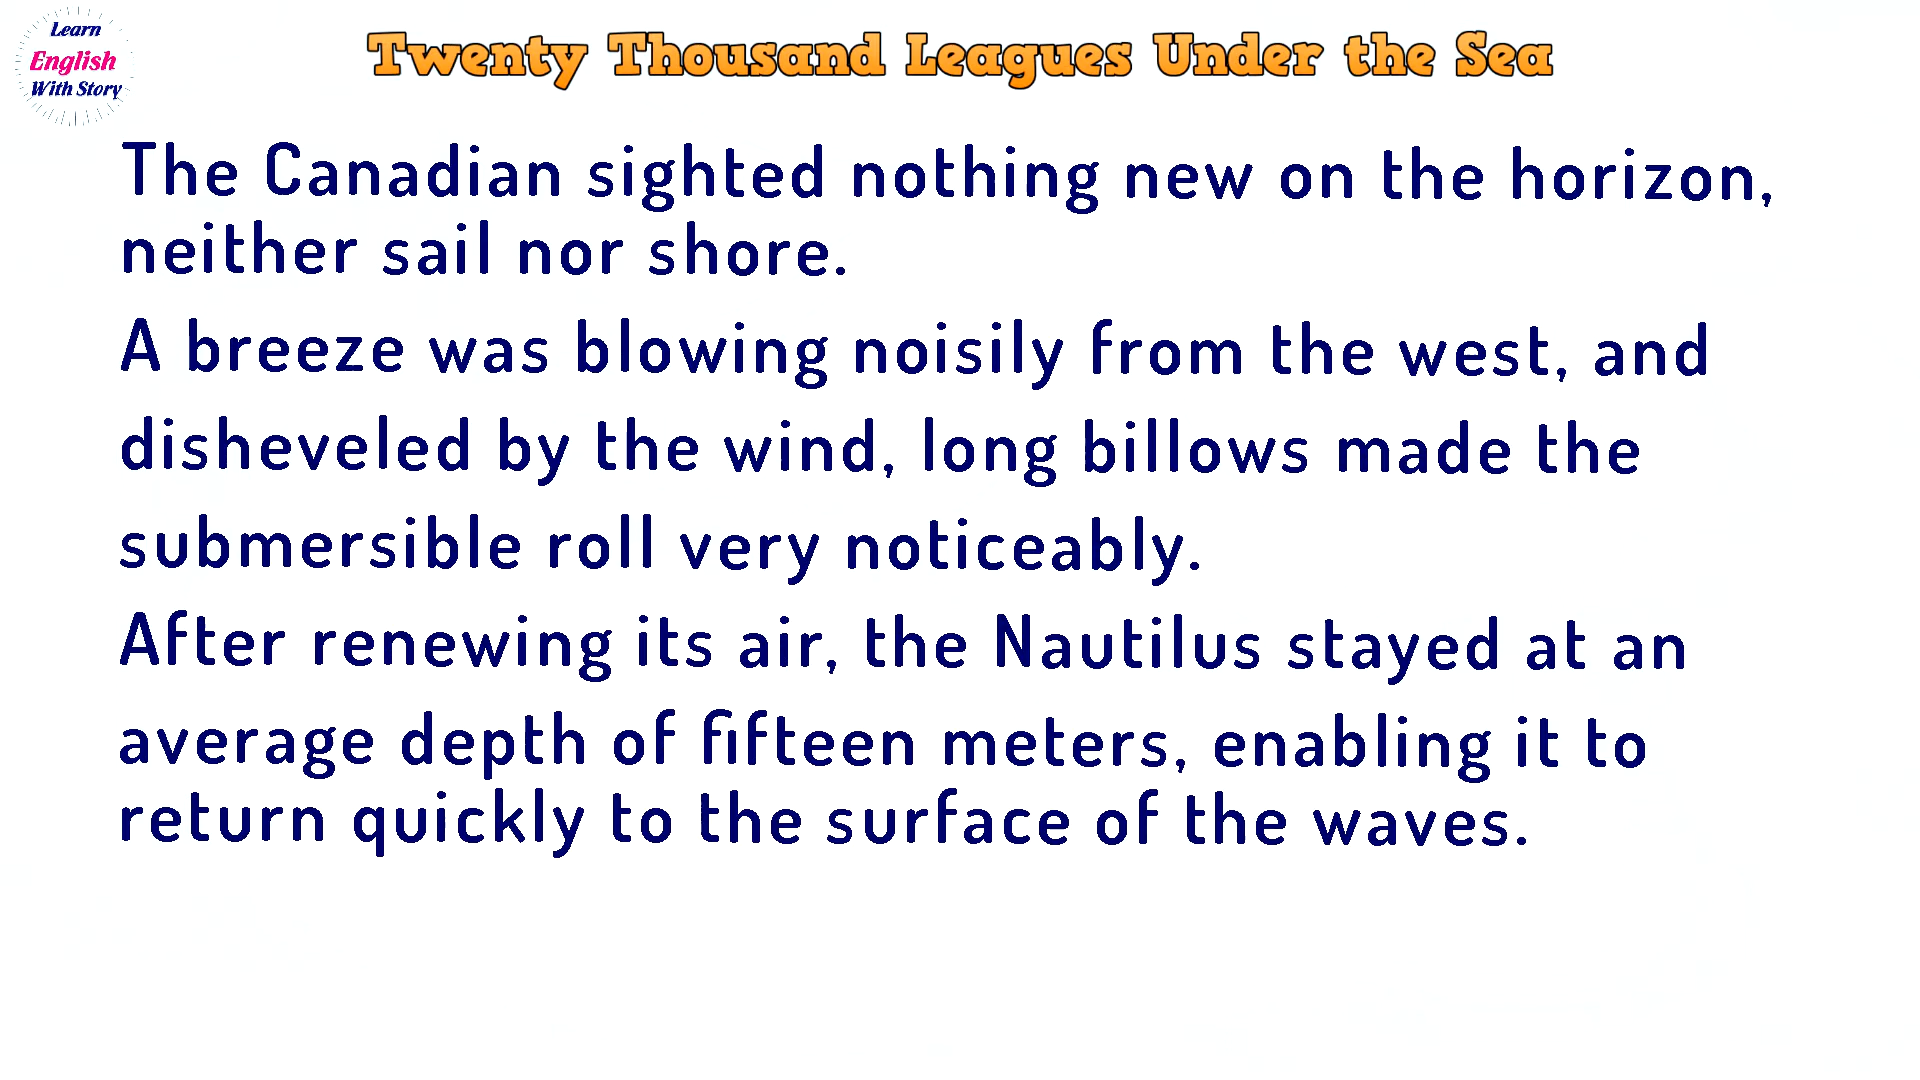 Learn
English
With Story
Twenty Thousand Leagues Under the Sea
The Canadian sighted nothing new on the horizon,
neither sail nor shore.
A breeze was blowing noisily from the west, and
disheveled by the wind, long billows made the
submersible roll very noticeably.
After renewing its air, the Nautilus stayed at an
average depth of fifteen meters, enabling it to
return quickly to the surface of the waves.